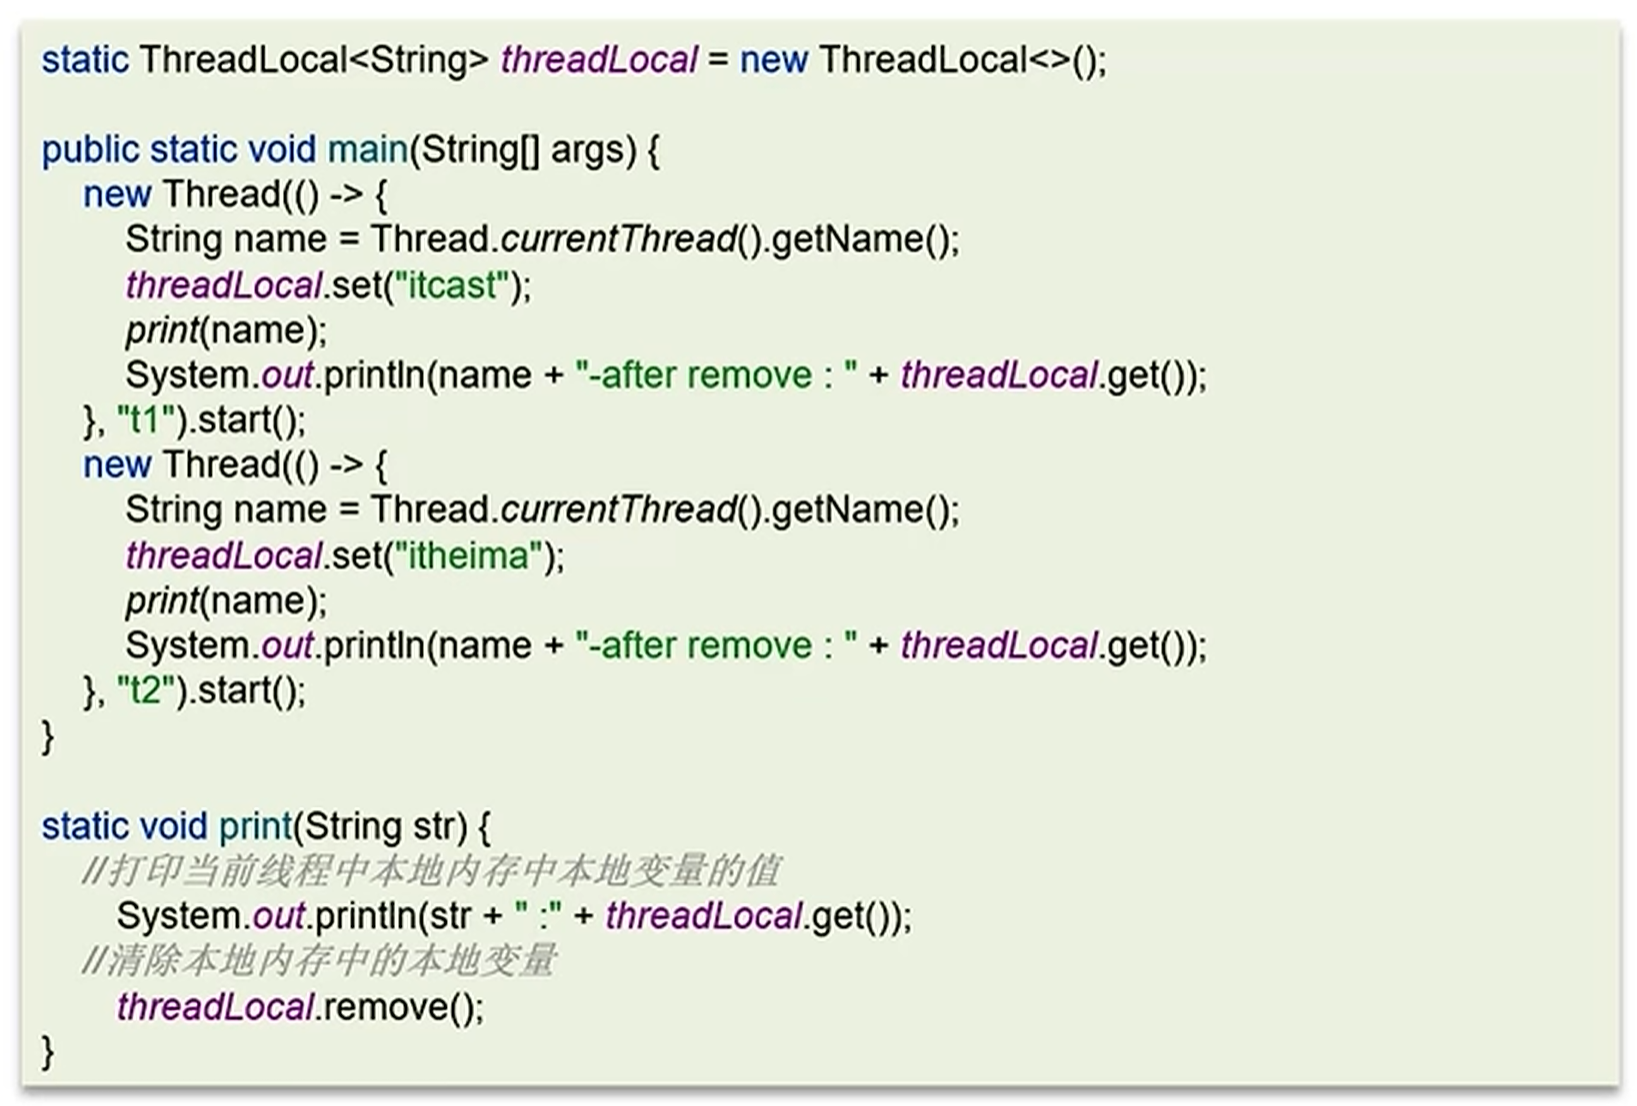 static ThreadLocal<String> threadLocal = new ThreadLocal<>();
public static void main(String[] args) {
new Thread(() -> {
String name = Thread.currentThread().getName();
threadLocal.set("itcast");
print(name);
System.out.println(name + "-after remove : " + threadLocal.get());
}, "t1").start();
new Thread(() -> {
String name = Thread.currentThread().getName();
threadLocal.set("itheima");
print(name);
System.out.println(name + "-after remove : " + threadLocal.get());
}, "t2").start();
}
static void print(String str) {
//打印当前线程中本地内存中本地变量的值
System.out.println(str + " :" + threadLocal.get());
//清除本地内存中的本地变量
threadLocal.remove();
}